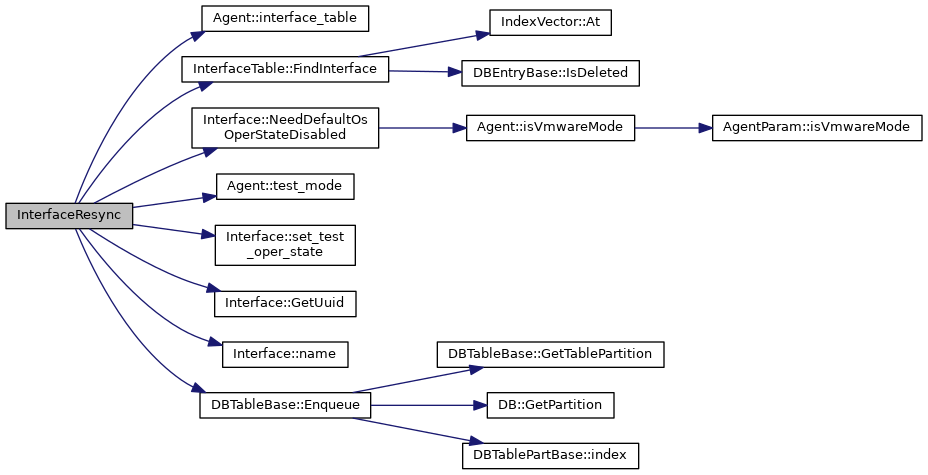 InterfaceResync
Agent::interface_table
InterfaceTable::FindInterface
IndexVector::At
DBEntryBase::IsDeleted
Interface::NeedDefaultOs
OperStateDisabled
Agent::isVmwareMode
AgentParam::isVmwareMode
Agent::test_mode
Interface::set_test
_oper_state
Interface::GetUuid
Interface::name
DBTableBase::Enqueue
DBTableBase::GetTablePartition
DB::GetPartition
DBTablePartBase::index